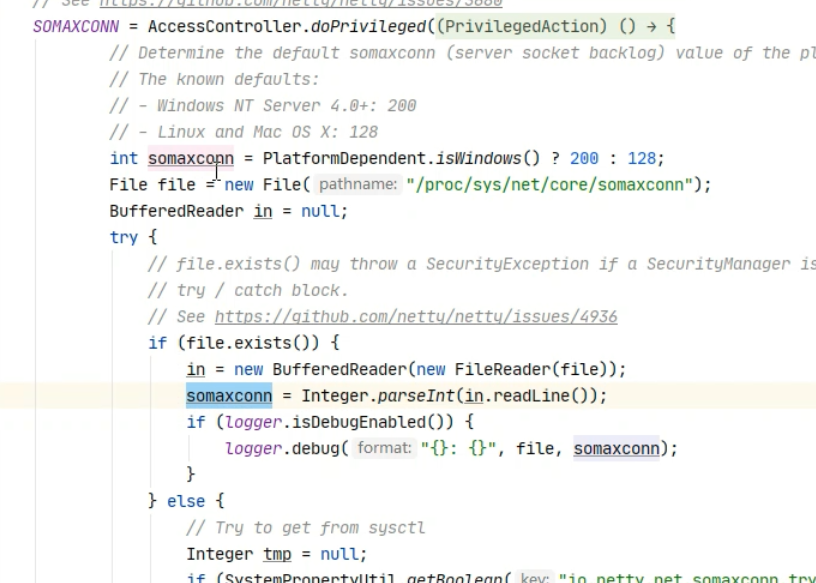 // See https://github.com/netty/netty/issues/3680
SOMAXCONN = AccessController.doPrivileged((PrivilegedAction) () → {
// Determine the default somaxconn (server socket backlog) value of the
// The known defaults:
// - Windows NT Server 4.0+: 200
// - Linux and Mac OS X: 128
int somaxconn = PlatformDependent.isWindows() ? 200 : 128;
File file = new File( pathname: "/proc/sys/net/core/somaxconn");
BufferedReader in = null;
try {
// file.exists() may throw a SecurityException if a SecurityManager is
// try / catch block.
// See https://github.com/netty/netty/issues/4936
if (file.exists()) {
in = new BufferedReader(new FileReader(file));
somaxconn = Integer.parseInt(in.readLine());
if (logger.isDebugEnabled()) {
logger.debug( format: "{}: {}", file, somaxconn);
}
} else {
// Try to get from sysctl
Integer tmp = null;
if (SystemPropertyUtil.getBoolean( key: "io.netty.net.somaxconn.try